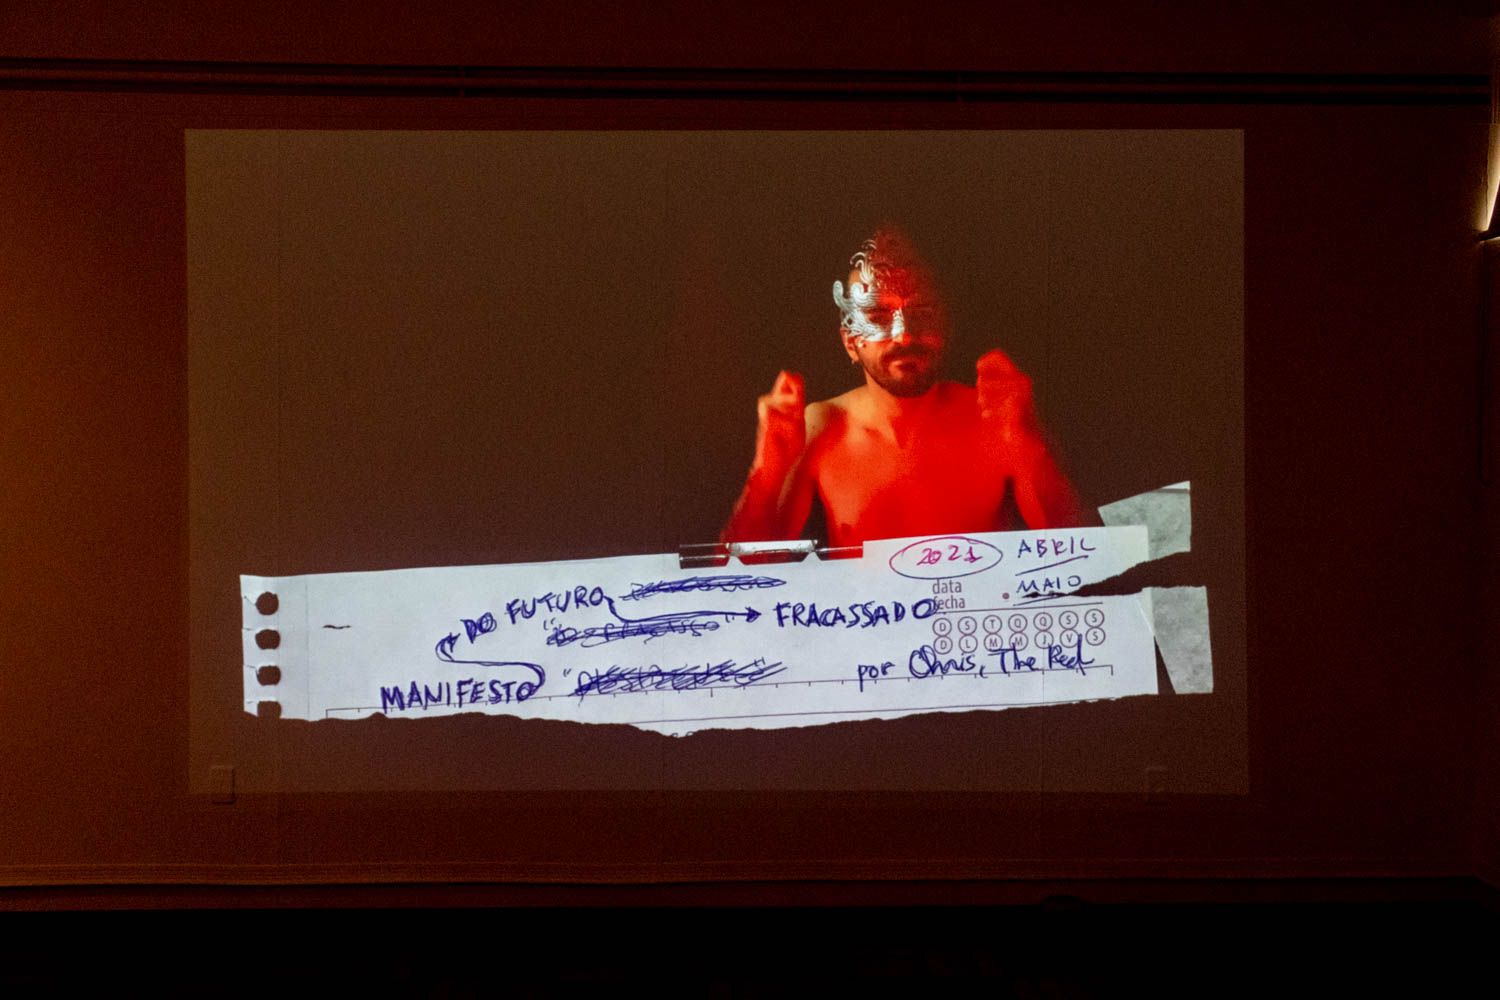 2021 ABRIL
MAIO
data
fecha
DO FUTURO FRACASSADO
D S T Q Q S S
D L M M J V S
MANIFESTO
por Chris, The Red